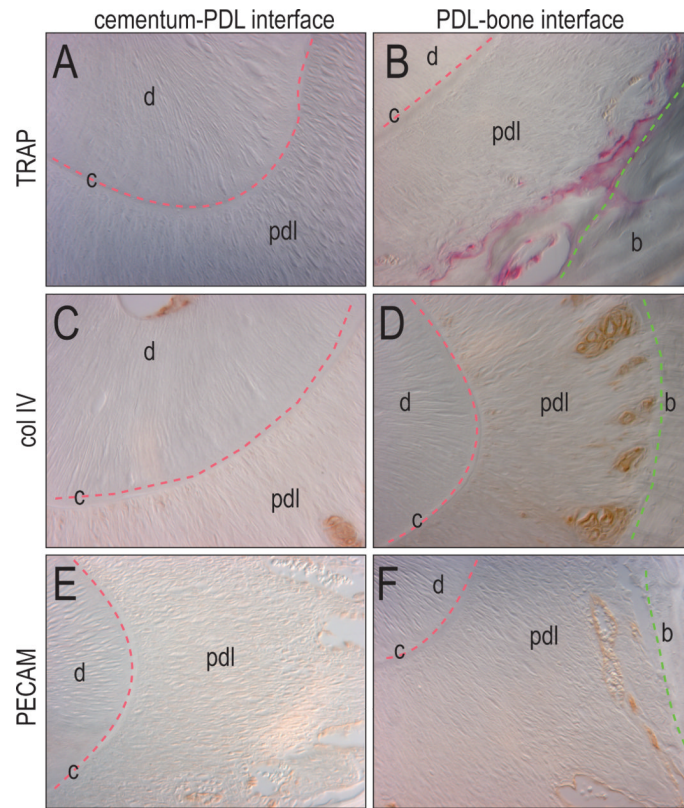 cementum-PDL interface PDL-bone interface
TRAP
A
d
c
pdl
B
d
c
pdl
b
col IV
C
d
c
pdl
D
d
pdl
b
c
PECAM
E
d
pdl
c
F
d
c
pdl
b